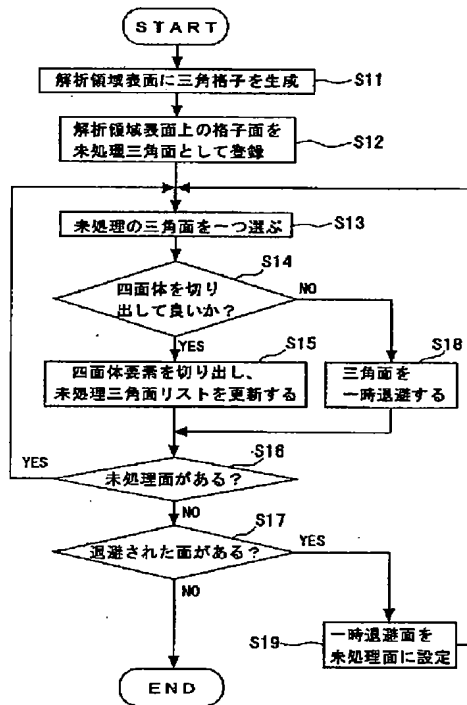 START
解析領域表面に三角格子を生成
S11
解析領域表面上の格子面を
未処理三角面として登録
S12
未処理の三角面を一つ選ぶ
S13
S14
四面体を切り
出して良いか?
NO
YES
S15
四面体要素を切り出し、
未処理三角面リストを更新する
S18
三角面を
一時退避する
S16
未処理面がある?
YES
NO
S17
退避された面がある?
YES
NO
S19
一時退避面を
未処理面に設定
END